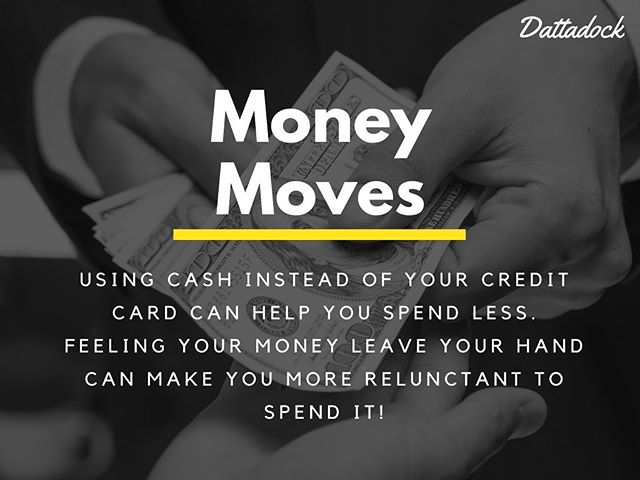 Dattadock
Money
Moves
USING CASH INSTEAD OF YOUR CREDIT
CARD CAN HELP YOU SPEND LESS.
FEELING YOUR MONEY LEAVE YOUR HAND
CAN MAKE YOU MORE RELUNCTANT TO
SPEND IT!